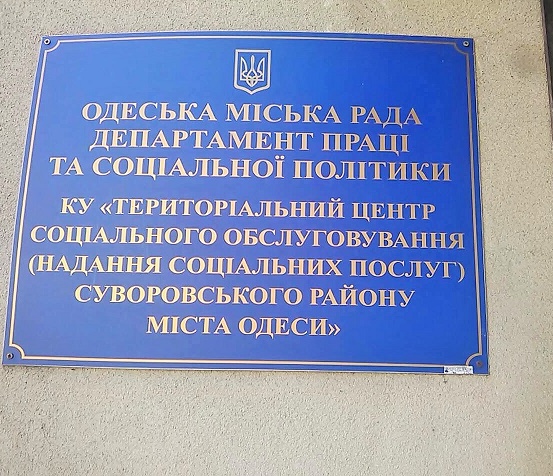 ОДЕСЬКА МІСЬКА РАДА
ДЕПАРТАМЕНТ ПРАЦІ
ТА СОЦІАЛЬНОЇ ПОЛІТИКИ
КУ «ТЕРИТОРІАЛЬНИЙ ЦЕНТР
СОЦІАЛЬНОГО ОБСЛУГОВУВАННЯ
(НАДАННЯ СОЦІАЛЬНИХ ПОСЛУГ)
СУВОРОВСЬКОГО РАЙОНУ
МІСТА ОДЕСИ»